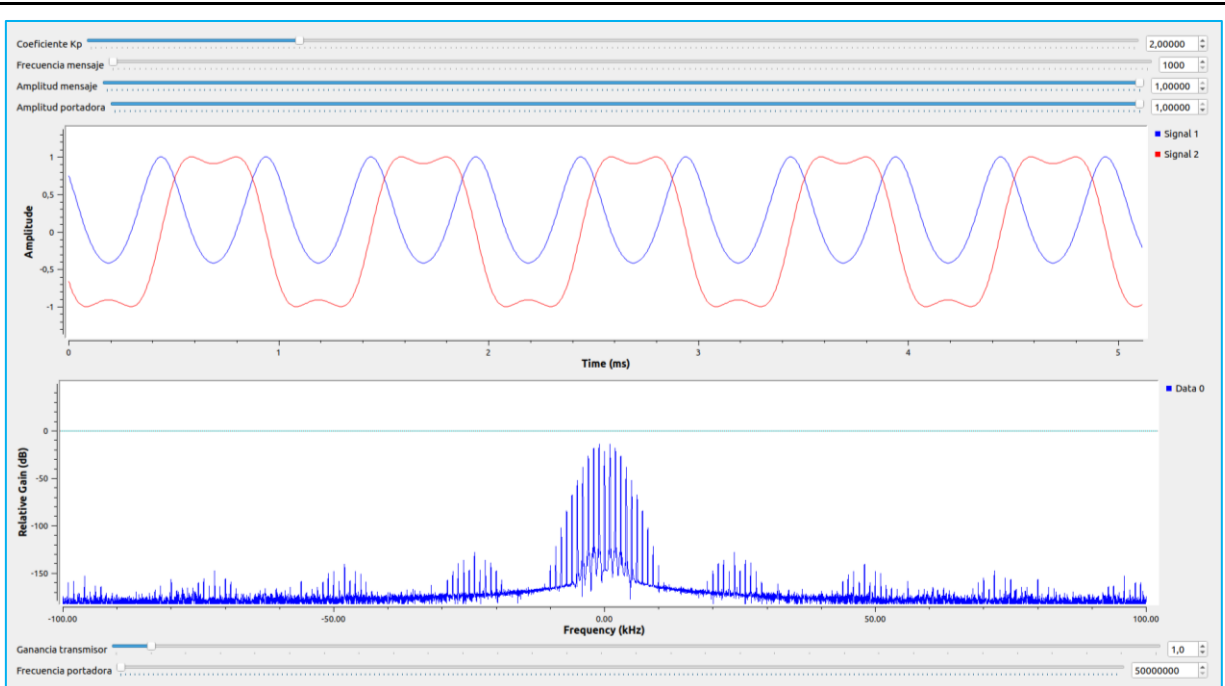 Coeficiente Kp 2,00000
Frecuencia mensaje 1000
Amplitud mensaje 1,00000
Amplitud portadora 1,00000
Signal 1
Signal 2
Amplitude
1
0,5
0
-0,5
-1
0 1 2 3 4 5
Time (ms)
Data 0
Relative Gain (dB)
0
-50
-100
-150
-100.00 -50.00 0.00 50.00 100.00
Frequency (kHz)
Ganancia transmisor 1,0
Frecuencia portadora 50000000